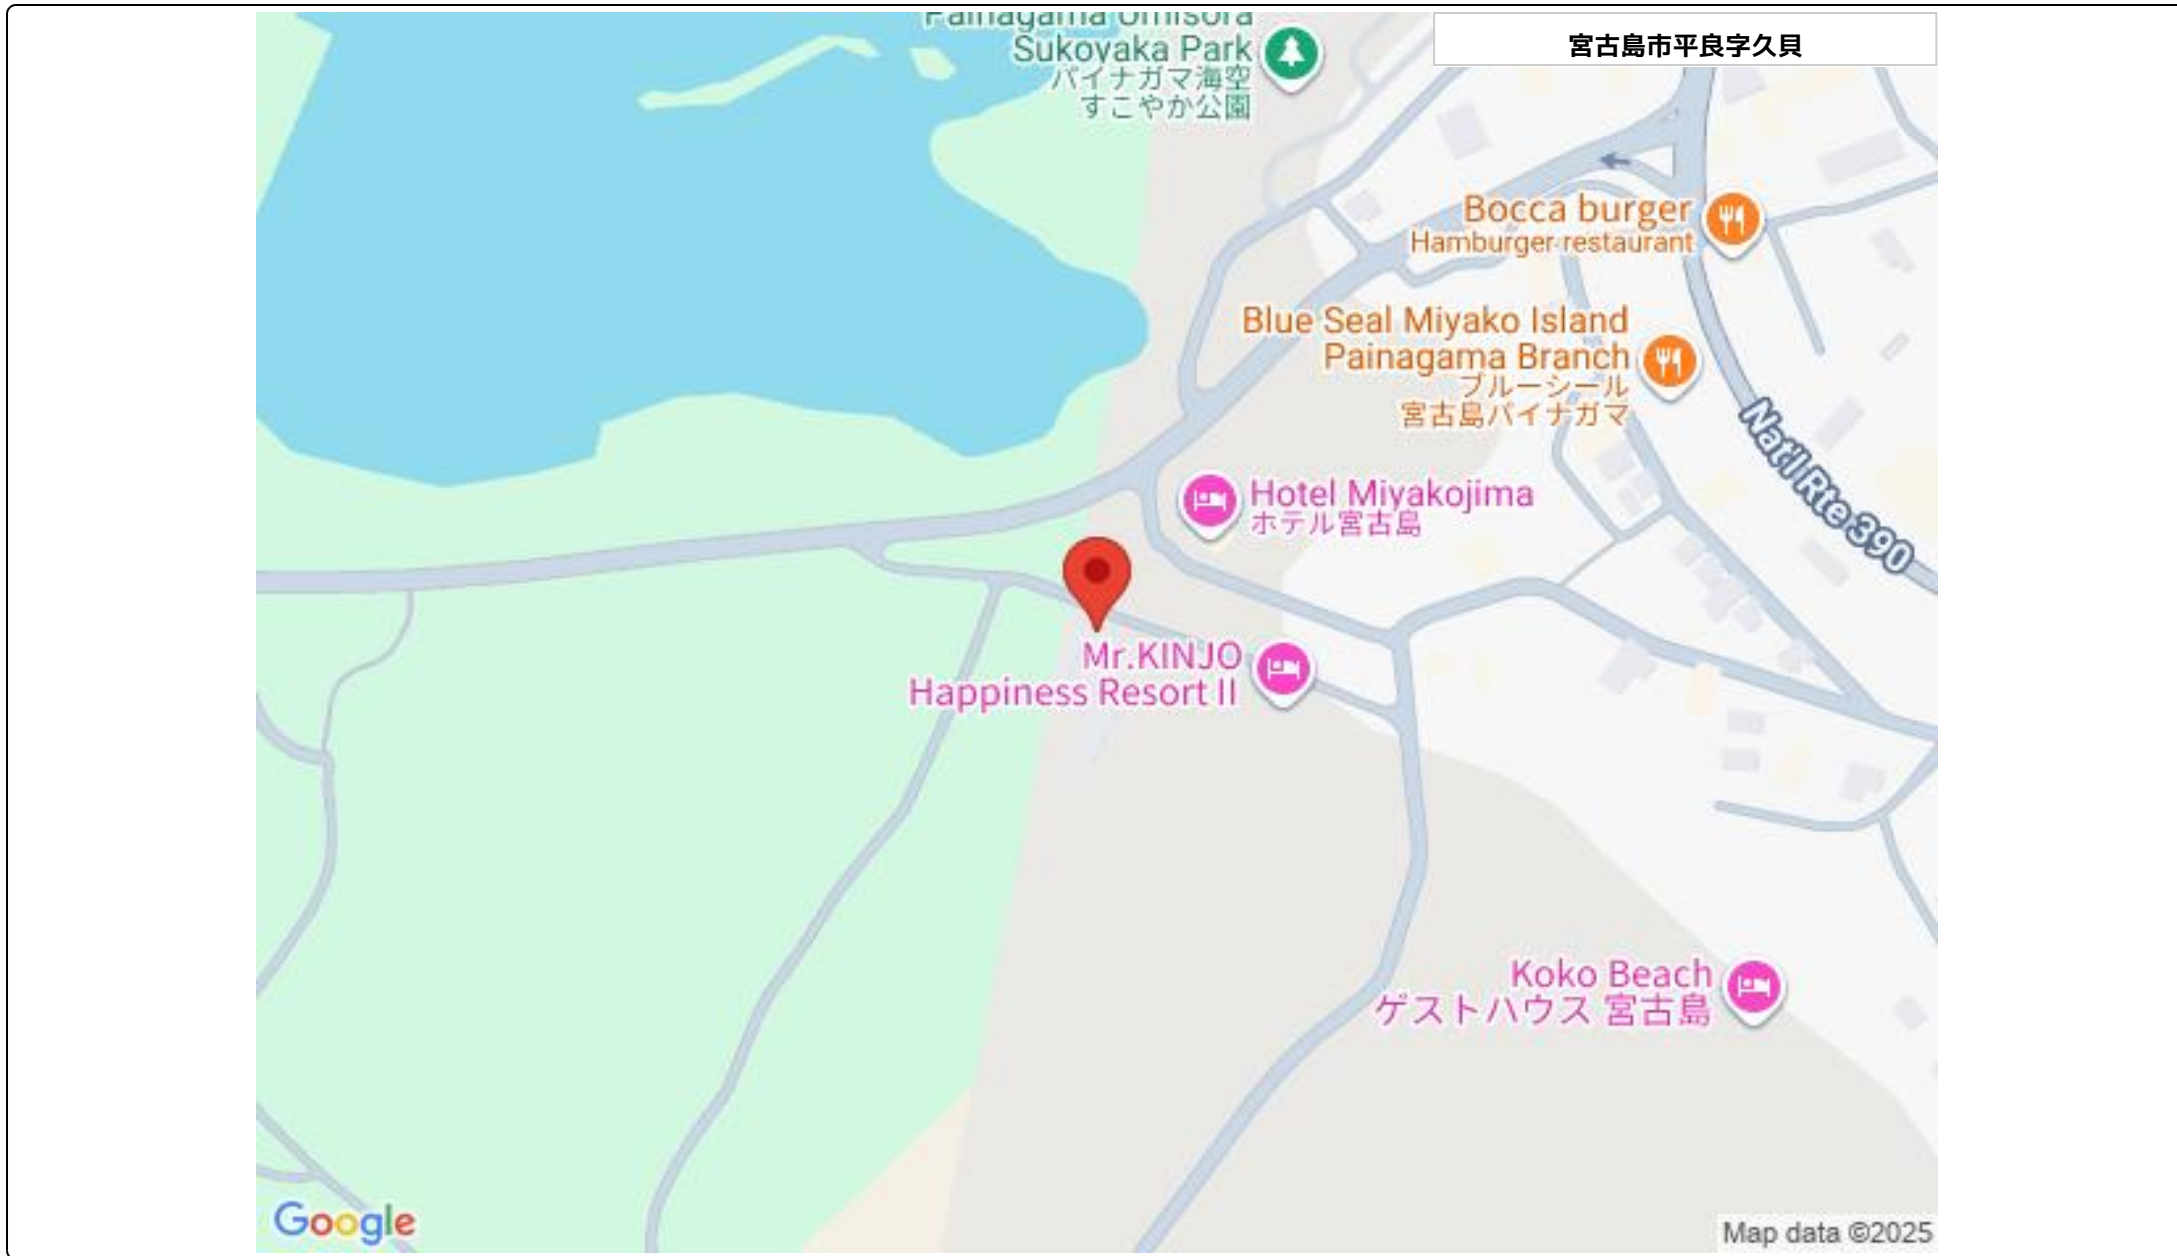 Painagama Umisora
Sukoyaka Park
パイナガマ海空
すこやか公園
宮古島市平良字久貝
Bocca burger
Hamburger restaurant
Blue Seal Miyako Island
Painagama Branch
ブルーシール
宮古島パイナガマ
Nat'l Rte 390
Hotel Miyakojima
ホテル宮古島
Mr.KINJO
Happiness Resort II
Koko Beach
ゲストハウス 宮古島
Google
Map data ©2025